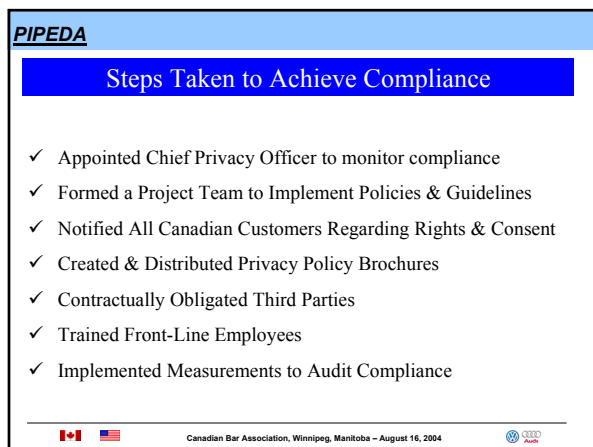 PIPEDA
Steps Taken to Achieve Compliance
✓ Appointed Chief Privacy Officer to monitor compliance
✓ Formed a Project Team to Implement Policies & Guidelines
✓ Notified All Canadian Customers Regarding Rights & Consent
✓ Created & Distributed Privacy Policy Brochures
✓ Contractually Obligated Third Parties
✓ Trained Front-Line Employees
✓ Implemented Measurements to Audit Compliance
Canadian Bar Association, Winnipeg, Manitoba – August 16, 2004
Audi